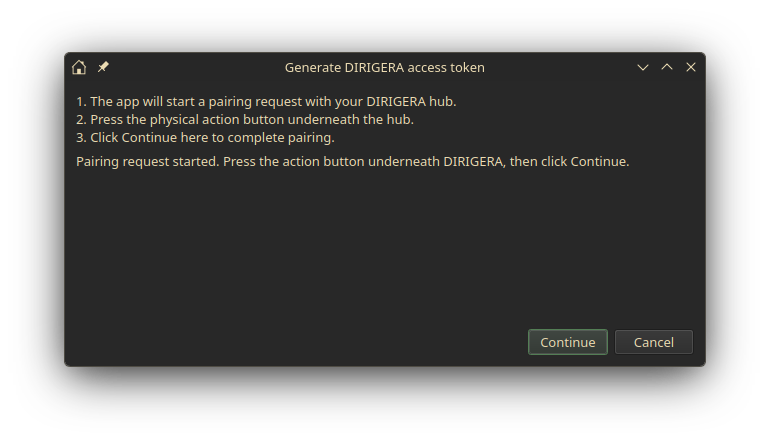 Generate DIRIGERA access token
1. The app will start a pairing request with your DIRIGERA hub.
2. Press the physical action button underneath the hub.
3. Click Continue here to complete pairing.
Pairing request started. Press the action button underneath DIRIGERA, then click Continue.
Continue Cancel